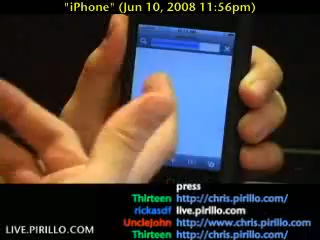 "iPhone" (Jun 10, 2008 11:56pm)
press
Thirteen http://chris.pirillo.com/
rickasdf live.pirillo.com
Unclejohn http://www.chris.pirillo.com
Thirteen http://chris.pirillo.com/
LIVE.PIRILLO.COM